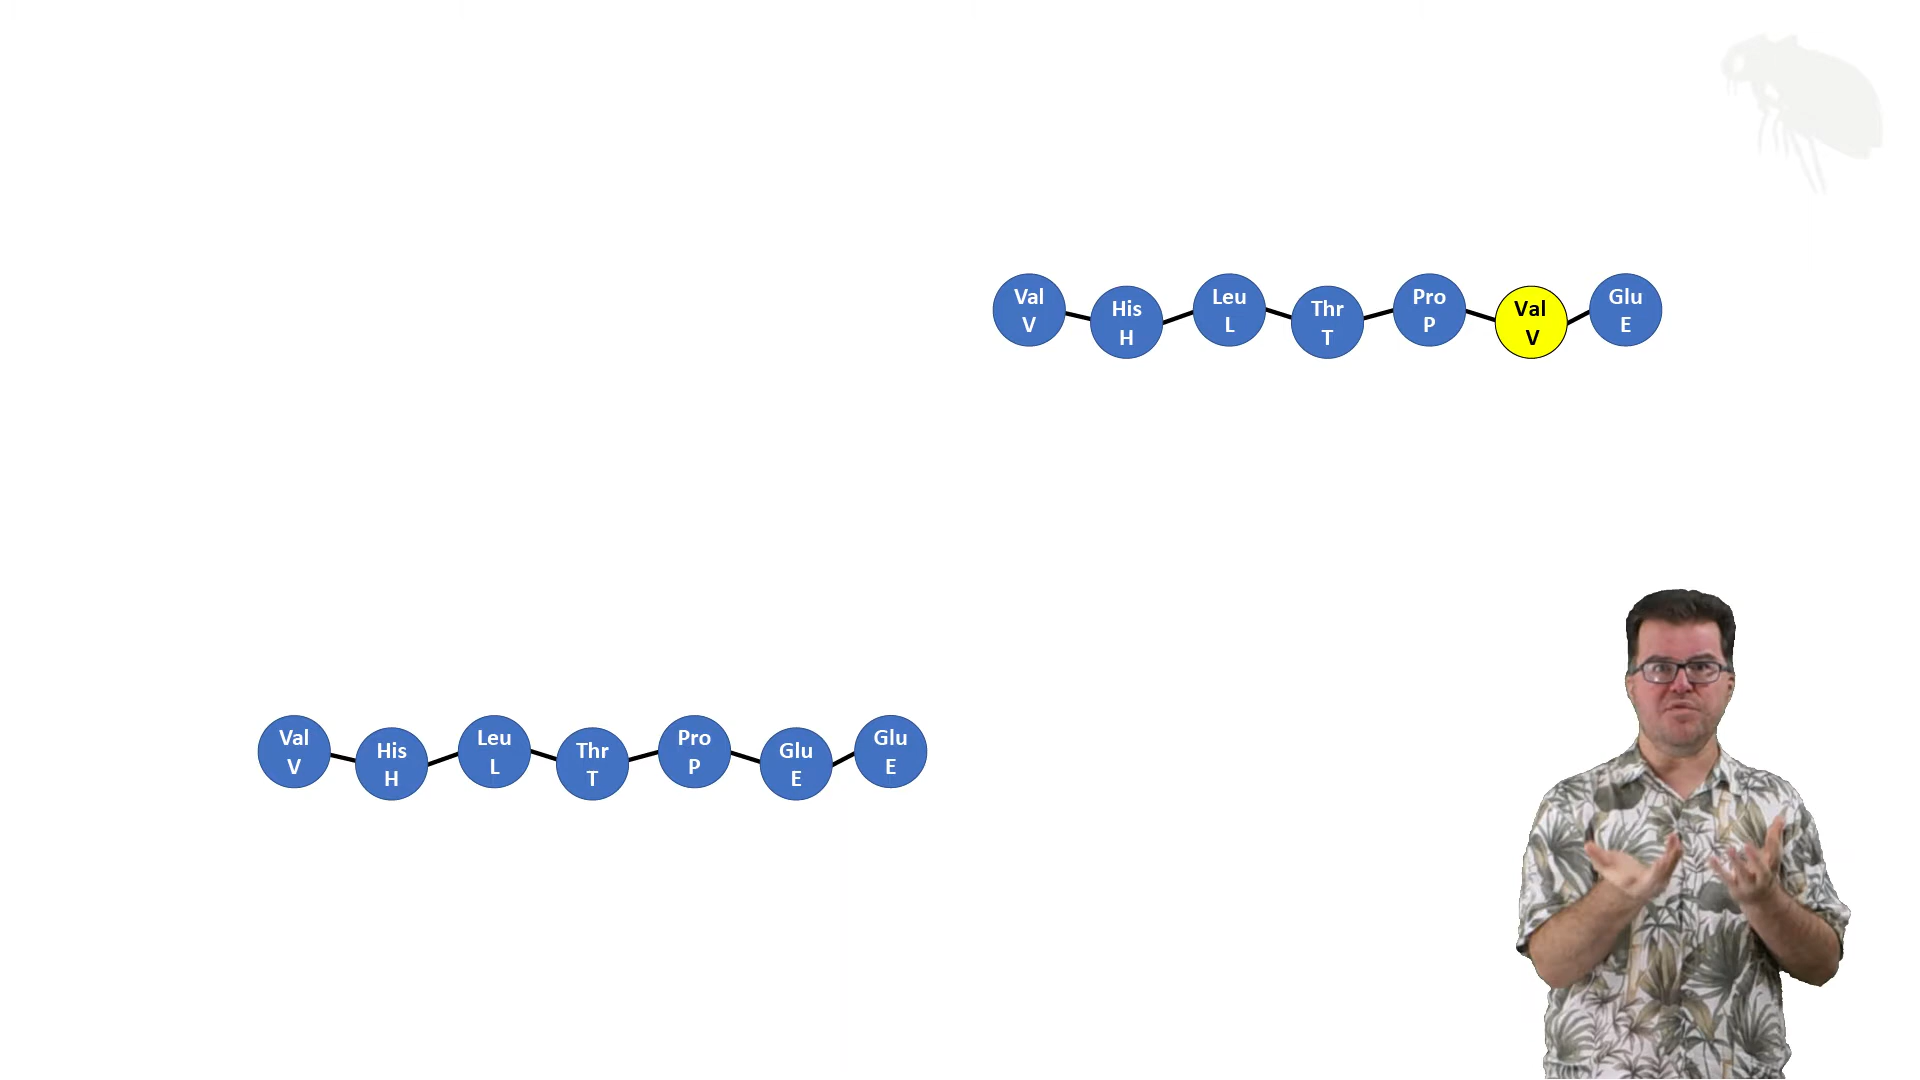 Val
V
His
H
Leu
L
Thr
T
Pro
P
Val
V
Glu
E
Val
V
His
H
Leu
L
Thr
T
Pro
P
Glu
E
Glu
E